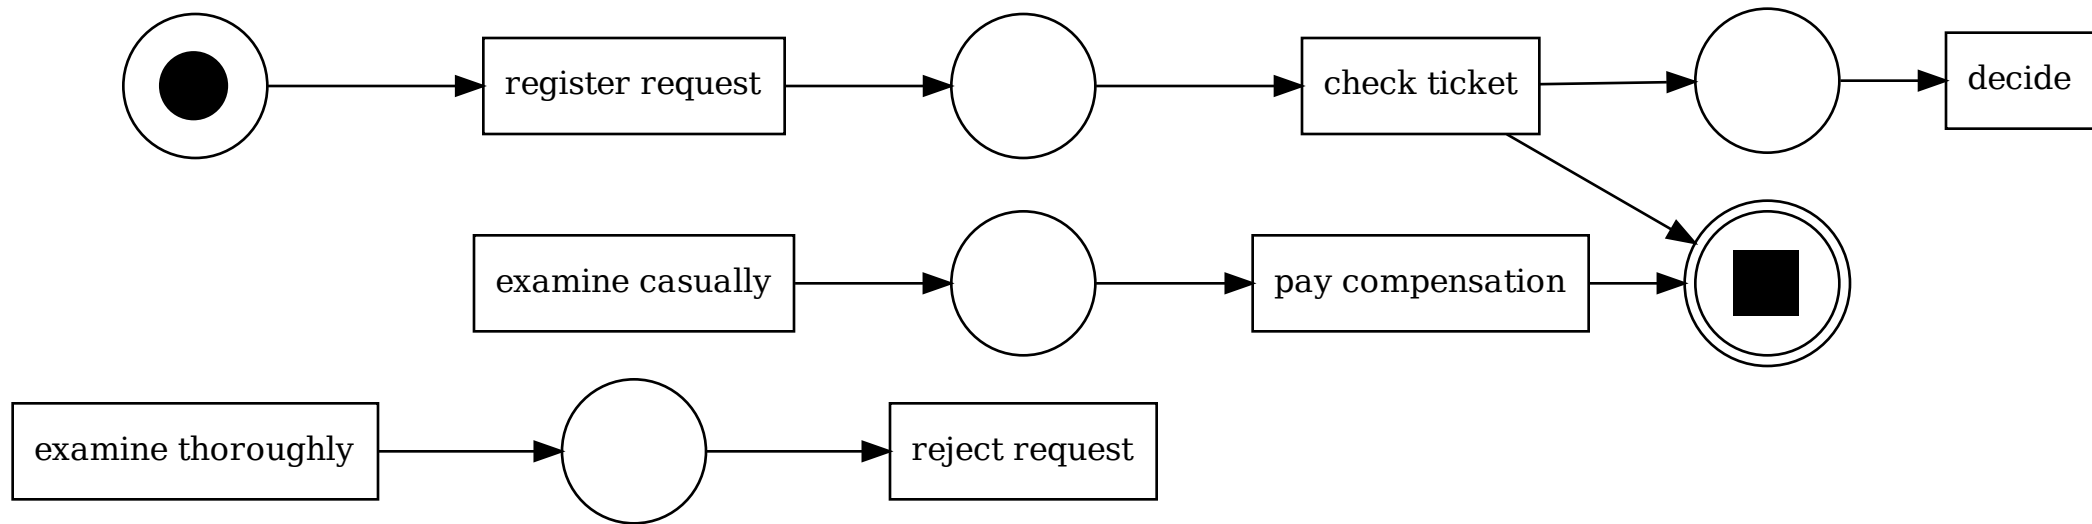 register request
check ticket
decide
examine casually
pay compensation
examine thoroughly
reject request